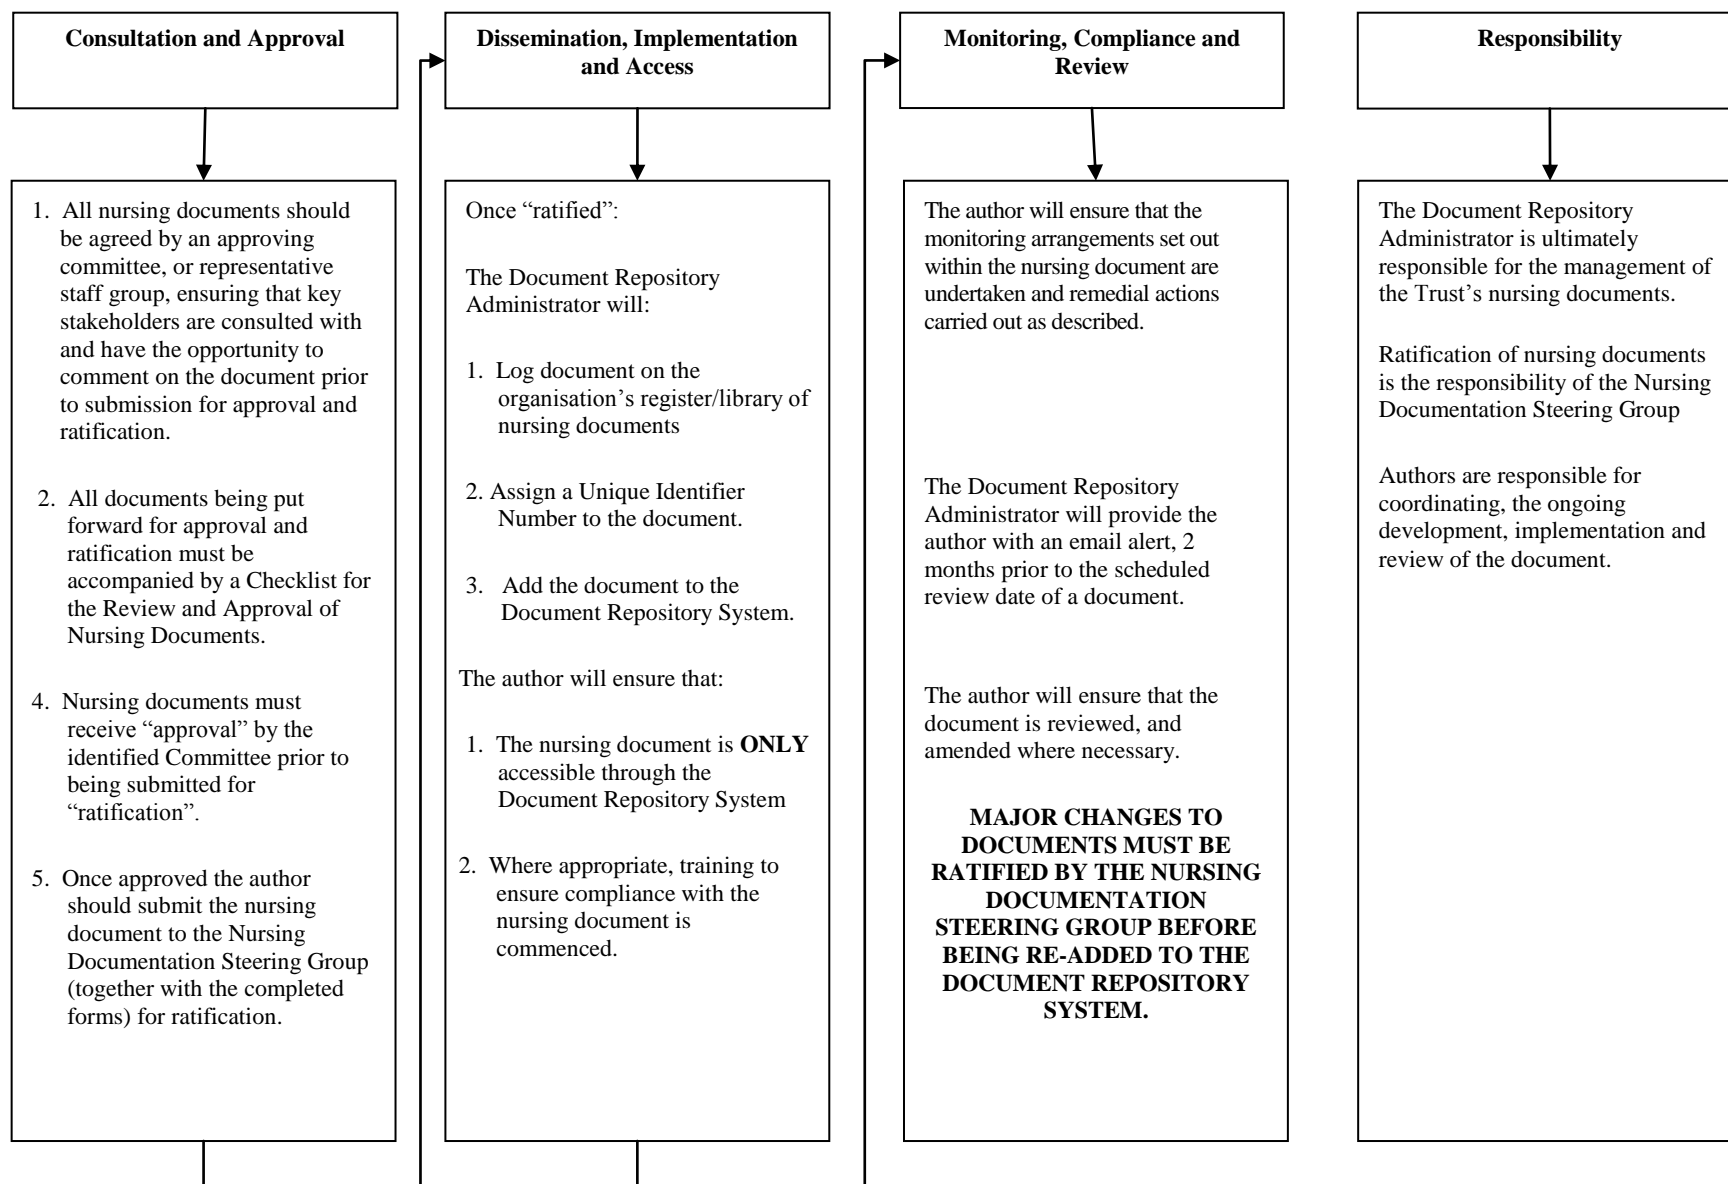 Consultation and Approval
1. All nursing documents should
be agreed by an approving
committee, or representative
staff group, ensuring that key
stakeholders are consulted with
and have the opportunity to
comment on the document prior
to submission for approval and
ratification.
2. All documents being put
forward for approval and
ratification must be
accompanied by a Checklist for
the Review and Approval of
Nursing Documents.
4. Nursing documents must
receive “approval” by the
identified Committee prior to
being submitted for
“ratification”.
5. Once approved the author
should submit the nursing
document to the Nursing
Documentation Steering Group
(together with the completed
forms) for ratification.
Dissemination, Implementation
and Access
Once “ratified”:
The Document Repository
Administrator will:
1. Log document on the
organisation’s register/library of
nursing documents
2. Assign a Unique Identifier
Number to the document.
3. Add the document to the
Document Repository System.
The author will ensure that:
1. The nursing document is ONLY
accessible through the
Document Repository System
2. Where appropriate, training to
ensure compliance with the
nursing document is
commenced.
Monitoring, Compliance and
Review
The author will ensure that the
monitoring arrangements set out
within the nursing document are
undertaken and remedial actions
carried out as described.
The Document Repository
Administrator will provide the
author with an email alert, 2
months prior to the scheduled
review date of a document.
The author will ensure that the
document is reviewed, and
amended where necessary.
MAJOR CHANGES TO
DOCUMENTS MUST BE
RATIFIED BY THE NURSING
DOCUMENTATION
STEERING GROUP BEFORE
BEING RE-ADDED TO THE
DOCUMENT REPOSITORY
SYSTEM.
Responsibility
The Document Repository
Administrator is ultimately
responsible for the management of
the Trust’s nursing documents.
Ratification of nursing documents
is the responsibility of the Nursing
Documentation Steering Group
Authors are responsible for
coordinating, the ongoing
development, implementation and
review of the document.